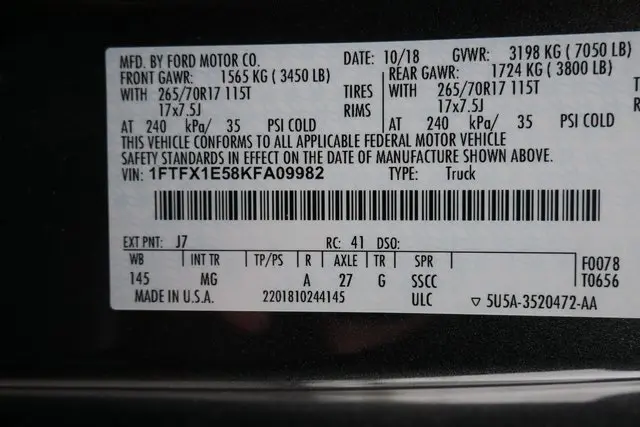 MFD. BY FORD MOTOR CO. DATE: 10/18 GVWR: 3198 KG ( 7050 LB)
FRONT GAWR: 1565 KG ( 3450 LB) REAR GAWR: 1724 KG ( 3800 LB)
WITH 265/70R17 115T TIRES WITH 265/70R17 115T
17x7.5J RIMS 17x7.5J
AT 240 kPa/ 35 PSI COLD AT 240 kPa/ 35 PSI COLD
THIS VEHICLE CONFORMS TO ALL APPLICABLE FEDERAL MOTOR VEHICLE
SAFETY STANDARDS IN EFFECT ON THE DATE OF MANUFACTURE SHOWN ABOVE.
VIN: 1FTFX1E58KFA09982 TYPE: Truck
EXT PNT: J7 RC: 41 DSO:
WB INT TR TP/PS R AXLE TR SPR F0078
145 MG A 27 G SSCC T0656
MADE IN U.S.A. 2201810244145 ULC ▽ 5U5A-3520472-AA